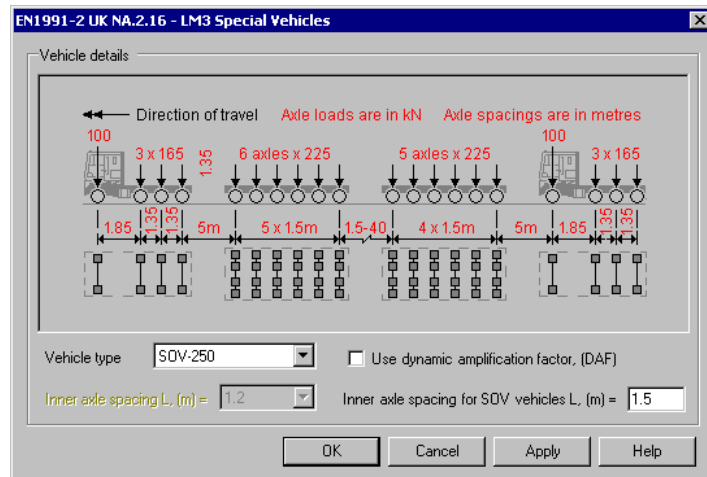 EN1991-2 UK NA.2.16 - LM3 Special Vehicles
Vehicle details
Direction of travel Axle loads are in kN Axle spacings are in metres
100 100
3 x 165 1.35 6 axles x 225 5 axles x 225 3 x 165
1.85 1.35 1.35 5m 5 x 1.5m 1.5-40 4 x 1.5m 5m 1.85 1.35 1.35
Vehicle type SOV-250 Use dynamic amplification factor, (DAF)
Inner axle spacing L, (m) = 1.2 Inner axle spacing for SOV vehicles L, (m) = 1.5
OK Cancel Apply Help